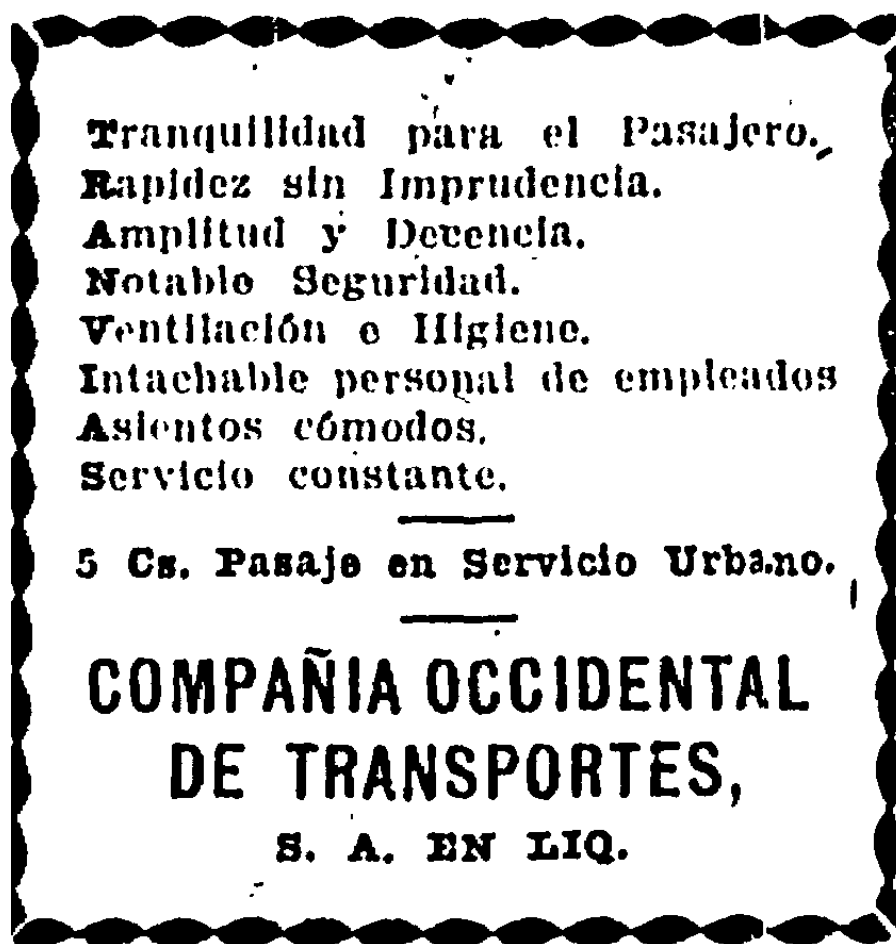 Tranquilidad para el Pasajero.
Rapidez sin Imprudencia.
Amplitud y Decencia.
Notable Seguridad.
Ventilación e Higiene.
Intachable personal de empleados
Asientos cómodos.
Servicio constante.
5 Cs. Pasaje en Servicio Urbano.
COMPAÑIA OCCIDENTAL
DE TRANSPORTES,
S. A. EN LIQ.